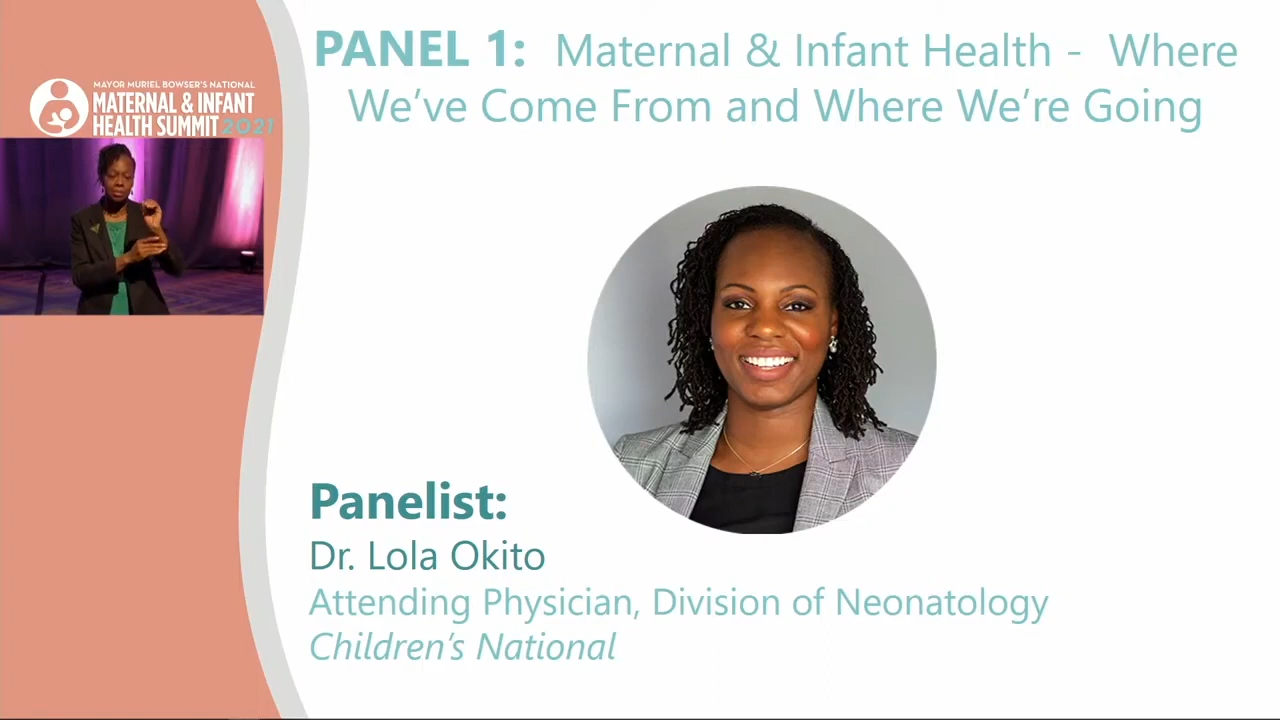 PANEL 1: Maternal & Infant Health - Where
We’ve Come From and Where We’re Going
MAYOR MURIEL BOWSER'S NATIONAL
MATERNAL & INFANT
HEALTH SUMMIT 2021
Panelist:
Dr. Lola Okito
Attending Physician, Division of Neonatology
Children’s National